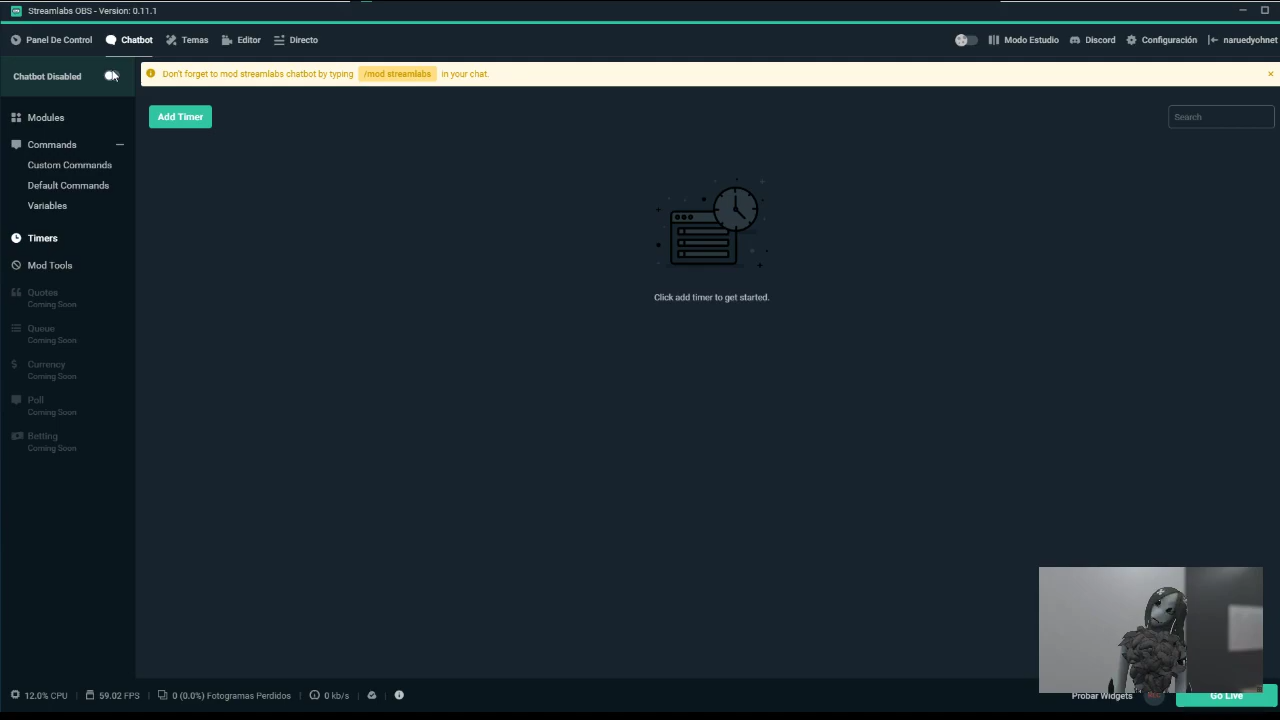 Streamlabs OBS - Version: 0.11.1
Panel De Control Chatbot Temas Editor Directo Modo Estudio Discord Configuración naruedyohnet
Chatbot Disabled
Don't forget to mod streamlabs chatbot by typing /mod streamlabs in your chat.
Add Timer
Search
Modules
Commands
Custom Commands
Default Commands
Variables
Timers
Mod Tools
Quotes
Coming Soon
Queue
Coming Soon
Currency
Coming Soon
Poll
Coming Soon
Betting
Coming Soon
Click add timer to get started.
12.0% CPU 59.02 FPS 0 (0.0%) Fotogramas Perdidos 0 kb/s Probar Widgets REC Go Live